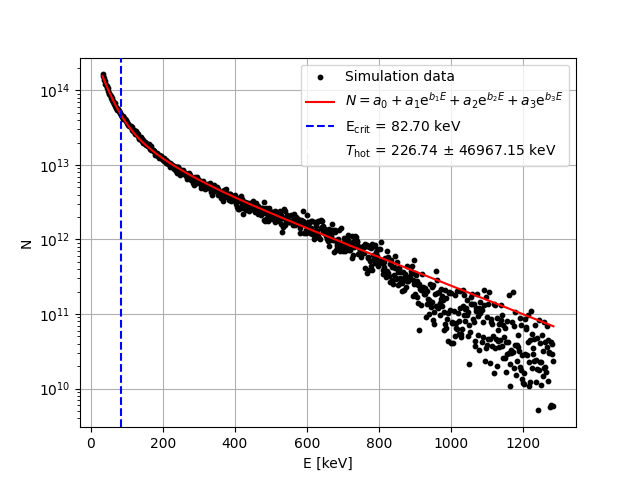 Simulation data
N = a₀ + a₁e^{b₁E} + a₂e^{b₂E} + a₃e^{b₃E}
E_crit = 82.70 keV
T_hot = 226.74 ± 46967.15 keV
10¹⁴
10¹³
10¹²
10¹¹
10¹⁰
N
0 200 400 600 800 1000 1200
E [keV]